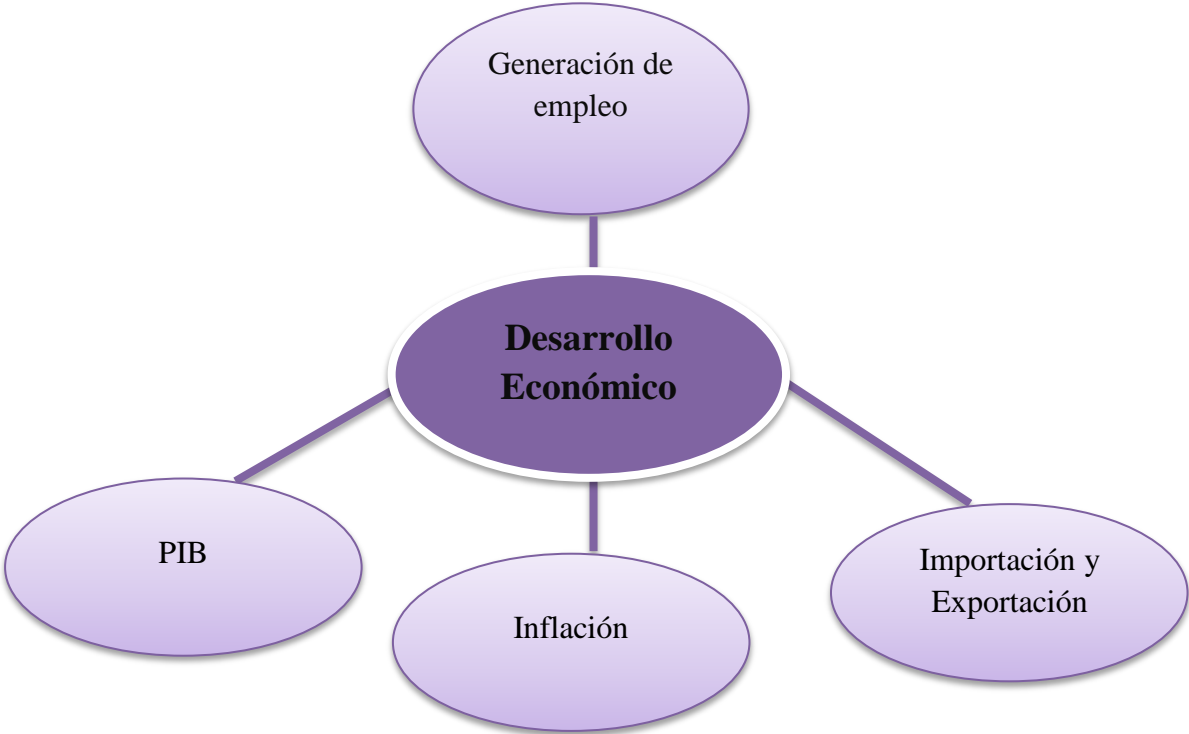 Generación de
empleo
Desarrollo
Económico
PIB
Inflación
Importación y
Exportación